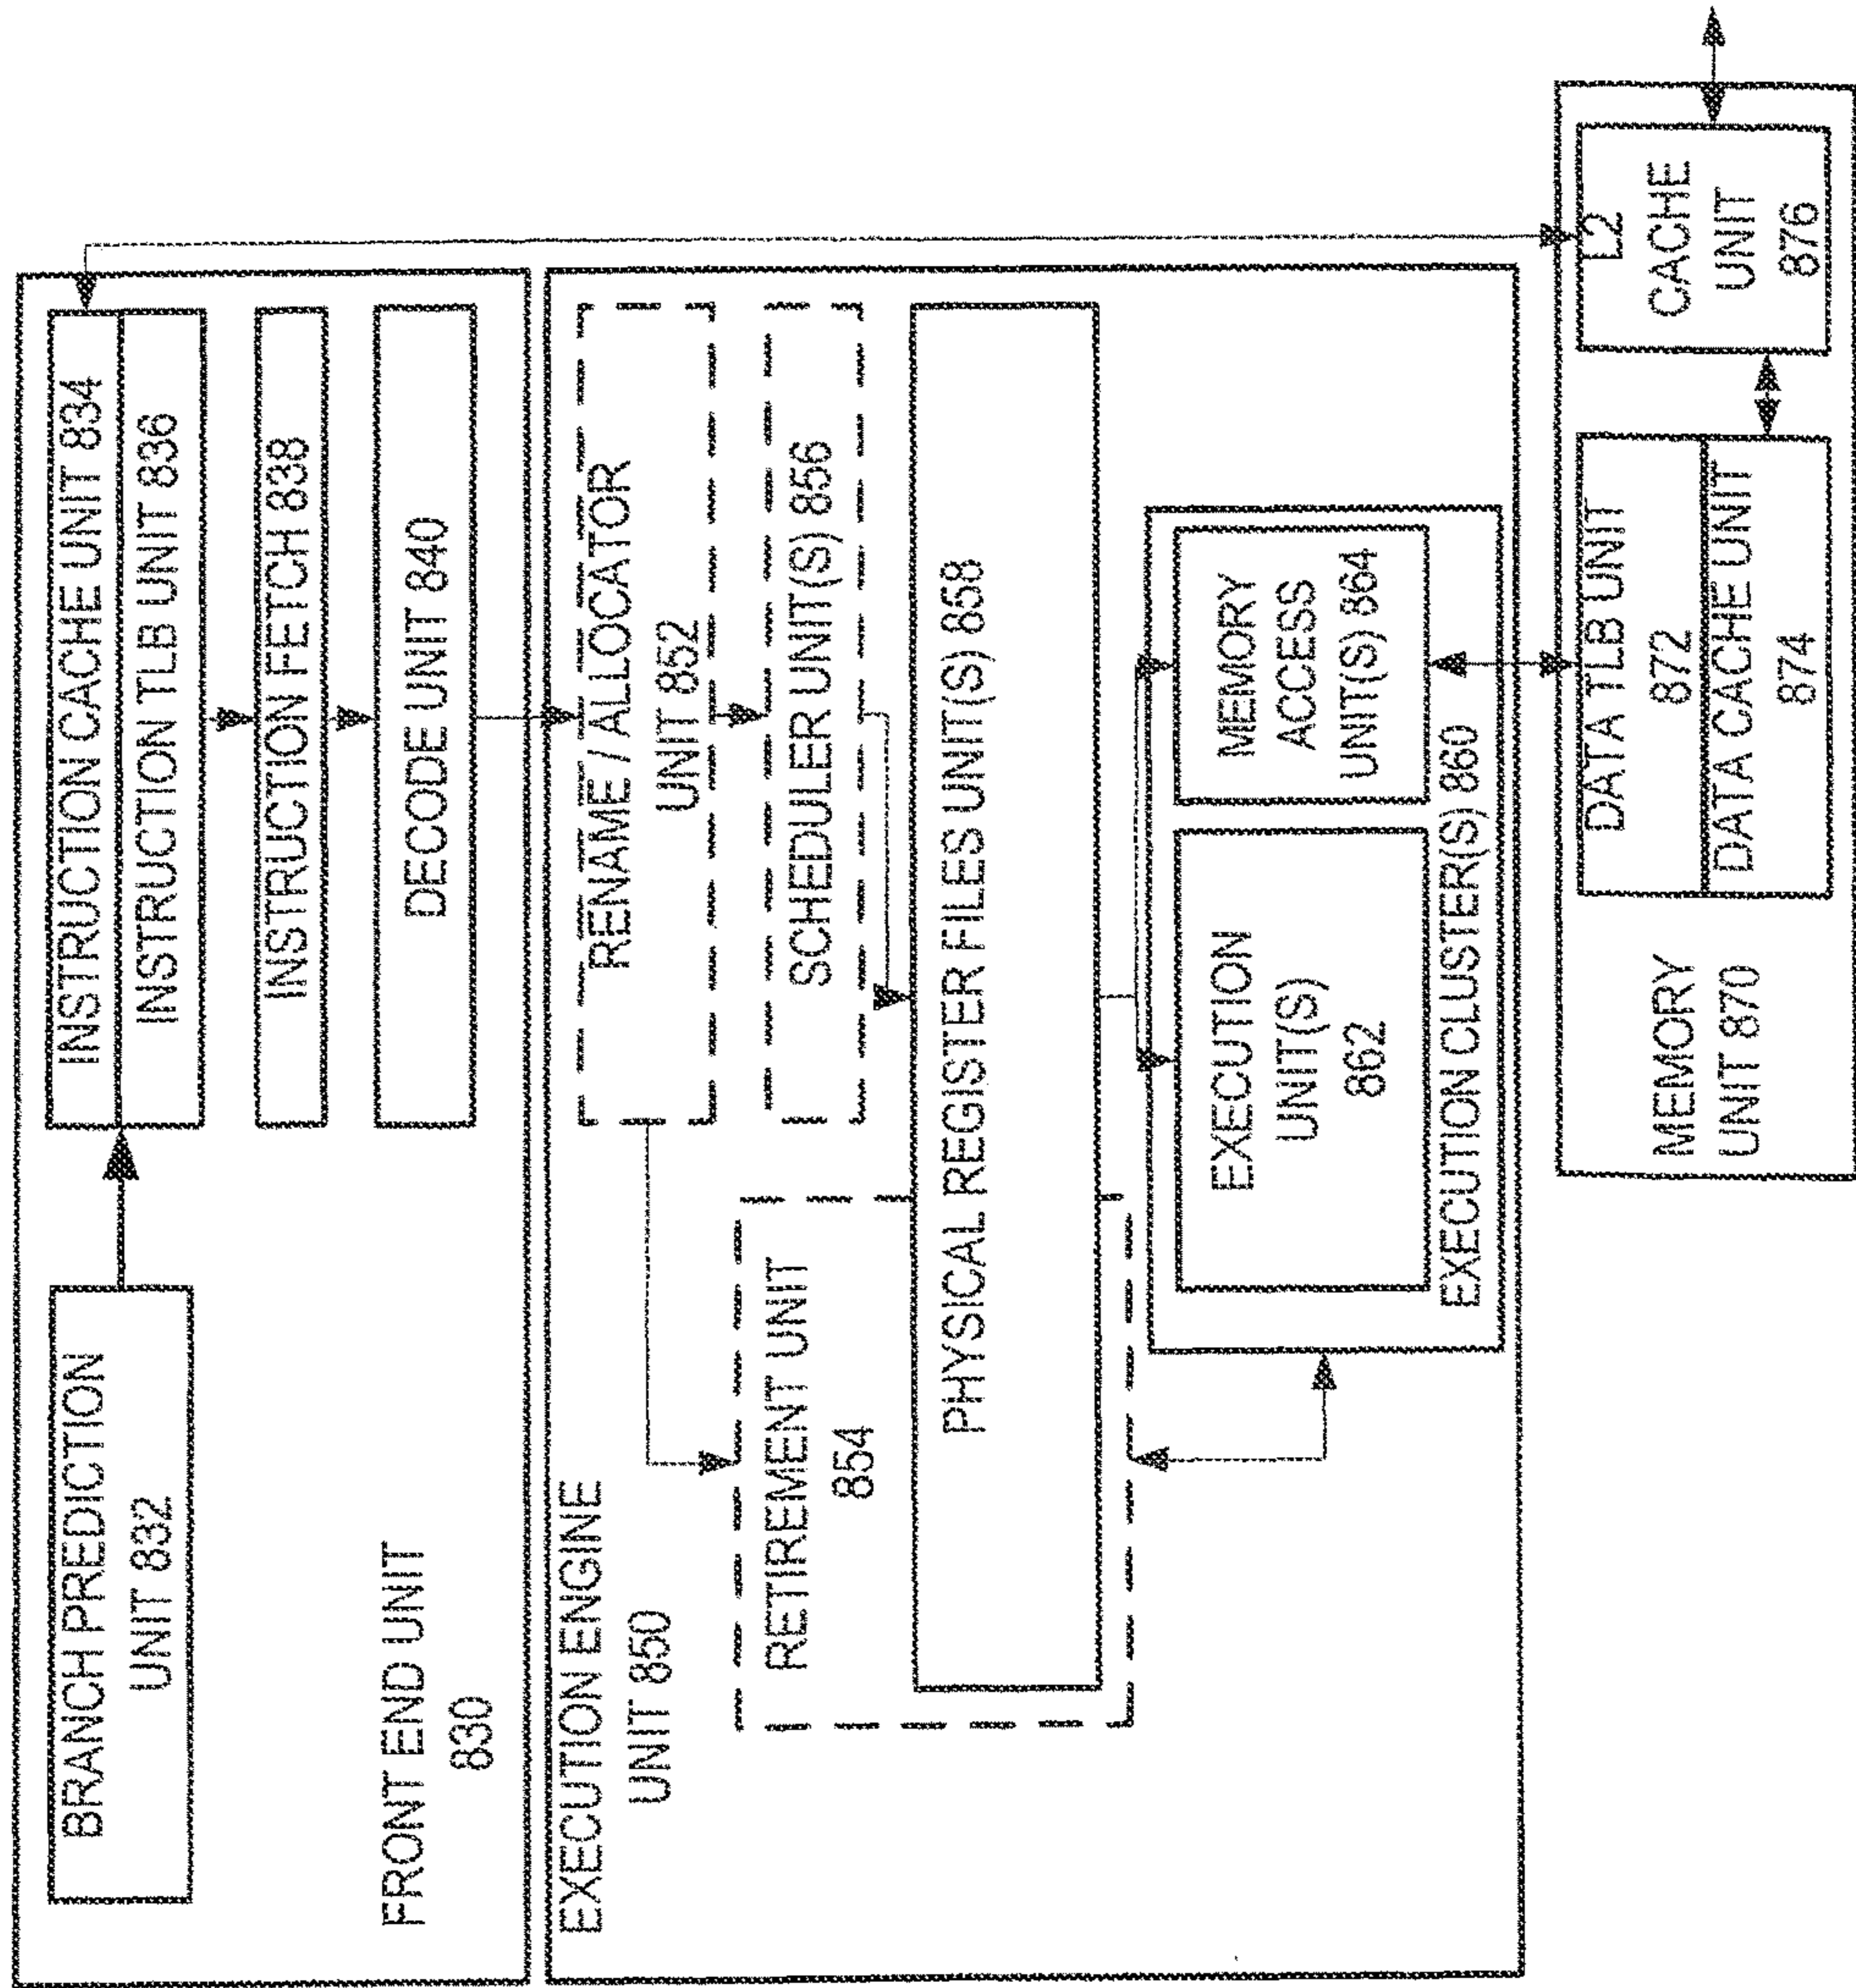 BRANCH PREDICTION
UNIT 832
INSTRUCTION CACHE UNIT 834
INSTRUCTION TLB UNIT 836
INSTRUCTION FETCH 838
DECODE UNIT 840
FRONT END UNIT
830
EXECUTION ENGINE
UNIT 850
RENAME / ALLOCATOR
UNIT 852
RETIREMENT UNIT
854
SCHEDULER UNIT(S) 856
PHYSICAL REGISTER FILES UNIT(S) 858
EXECUTION
UNIT(S)
862
MEMORY
ACCESS
UNIT(S) 864
EXECUTION CLUSTER(S) 860
MEMORY
UNIT 870
DATA TLB UNIT
872
DATA CACHE UNIT
874
L2
CACHE
UNIT
876